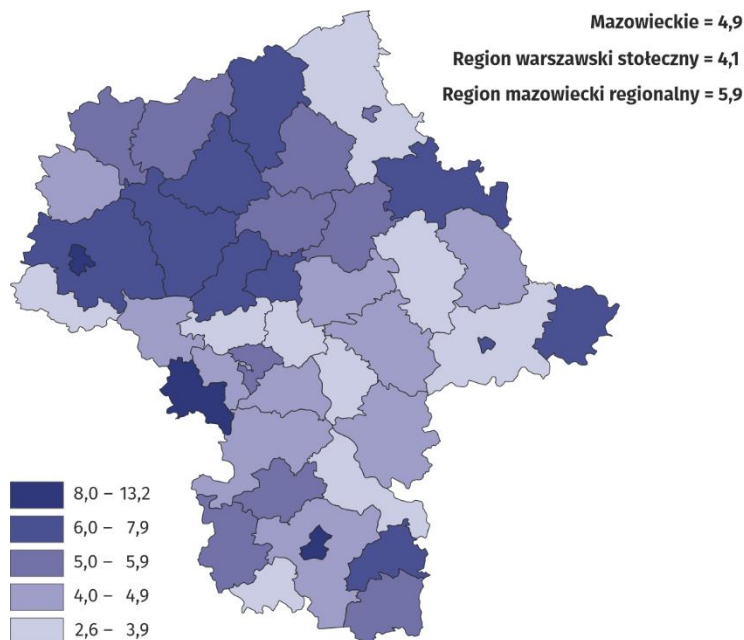 Mazowieckie = 4,9
Region warszawski stołeczny = 4,1
Region mazowiecki regionalny = 5,9
8,0 – 13,2
6,0 – 7,9
5,0 – 5,9
4,0 – 4,9
2,6 – 3,9